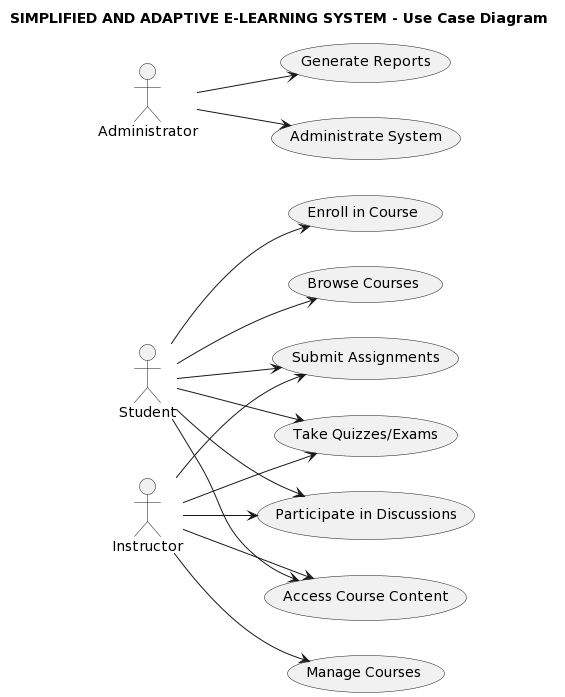 SIMPLIFIED AND ADAPTIVE E-LEARNING SYSTEM - Use Case Diagram
Generate Reports
Administrator
Administrate System
Enroll in Course
Browse Courses
Submit Assignments
Student
Take Quizzes/Exams
Participate in Discussions
Instructor
Access Course Content
Manage Courses